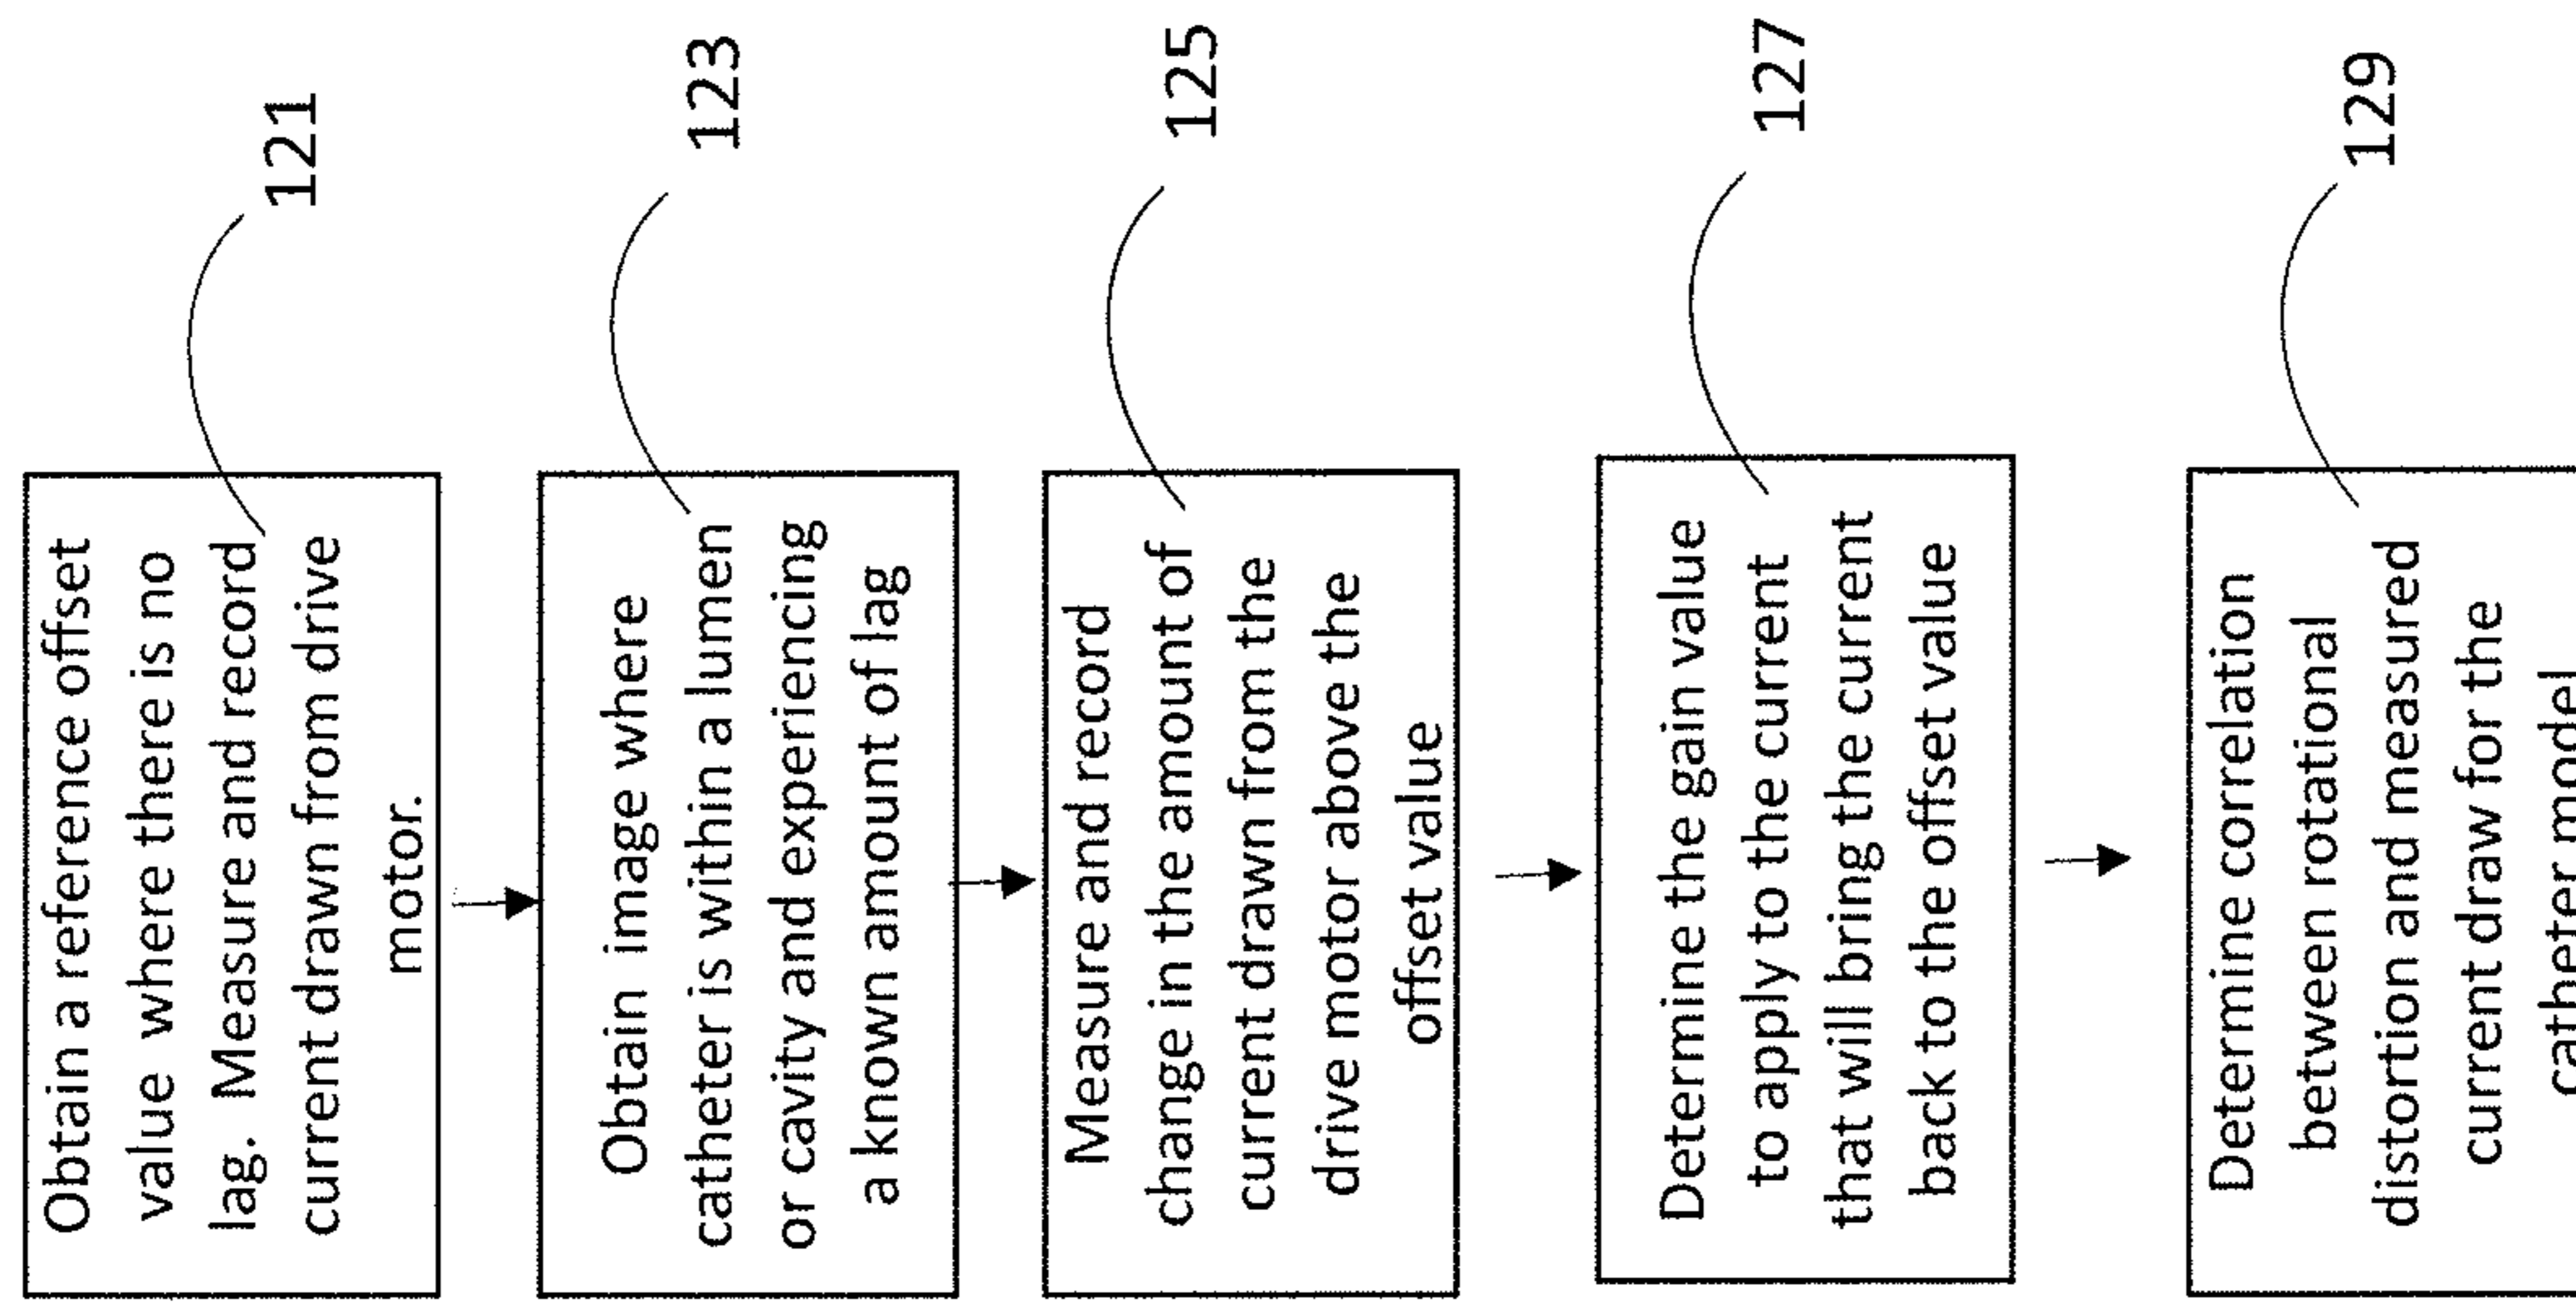 Obtain a reference offset
value where there is no
lag. Measure and record
current drawn from drive
motor.
121
Obtain image where
catheter is within a lumen
or cavity and experiencing
a known amount of lag
123
Measure and record
change in the amount of
current drawn from the
drive motor above the
offset value
125
Determine the gain value
to apply to the current
that will bring the current
back to the offset value
127
Determine correlation
between rotational
distortion and measured
current draw for the
catheter model
129